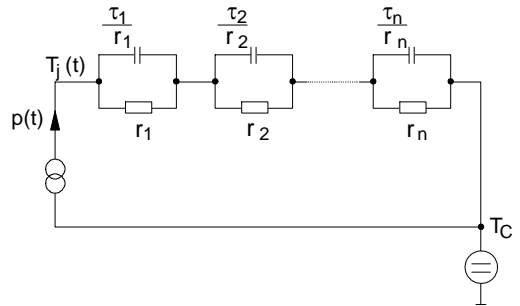 τ1 τ2 τn
r1 r2 rn
Tj(t)
r1 r2 rn
p(t)
TC